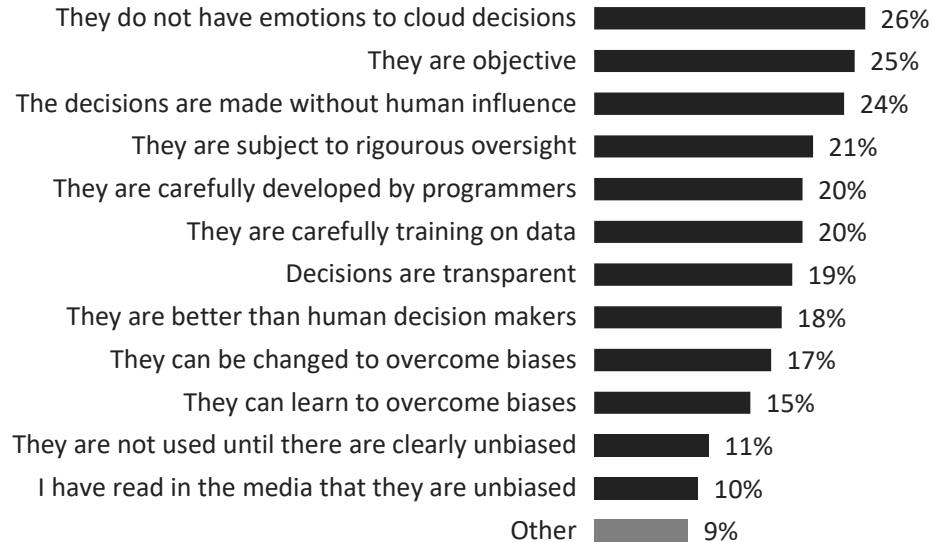 They do not have emotions to cloud decisions 26%
They are objective 25%
The decisions are made without human influence 24%
They are subject to rigourous oversight 21%
They are carefully developed by programmers 20%
They are carefully training on data 20%
Decisions are transparent 19%
They are better than human decision makers 18%
They can be changed to overcome biases 17%
They can learn to overcome biases 15%
They are not used until there are clearly unbiased 11%
I have read in the media that they are unbiased 10%
Other 9%